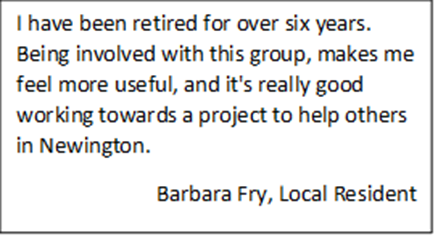 I have been retired for over six years.
Being involved with this group, makes me
feel more useful, and it's really good
working towards a project to help others
in Newington.
Barbara Fry, Local Resident